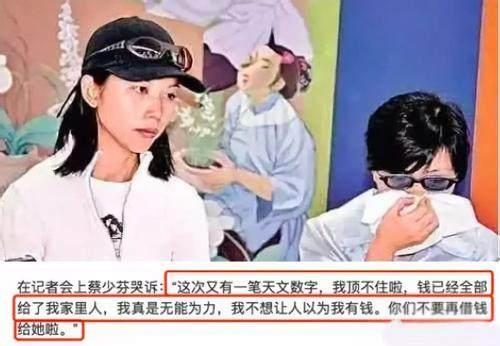 在记者会上蔡少芬哭诉：“这次又有一笔天文数字，我顶不住啦，钱已经全部
给了我家里人，我真是无能为力，我不想让人以为我有钱。你们不要再借钱
给她啦。”